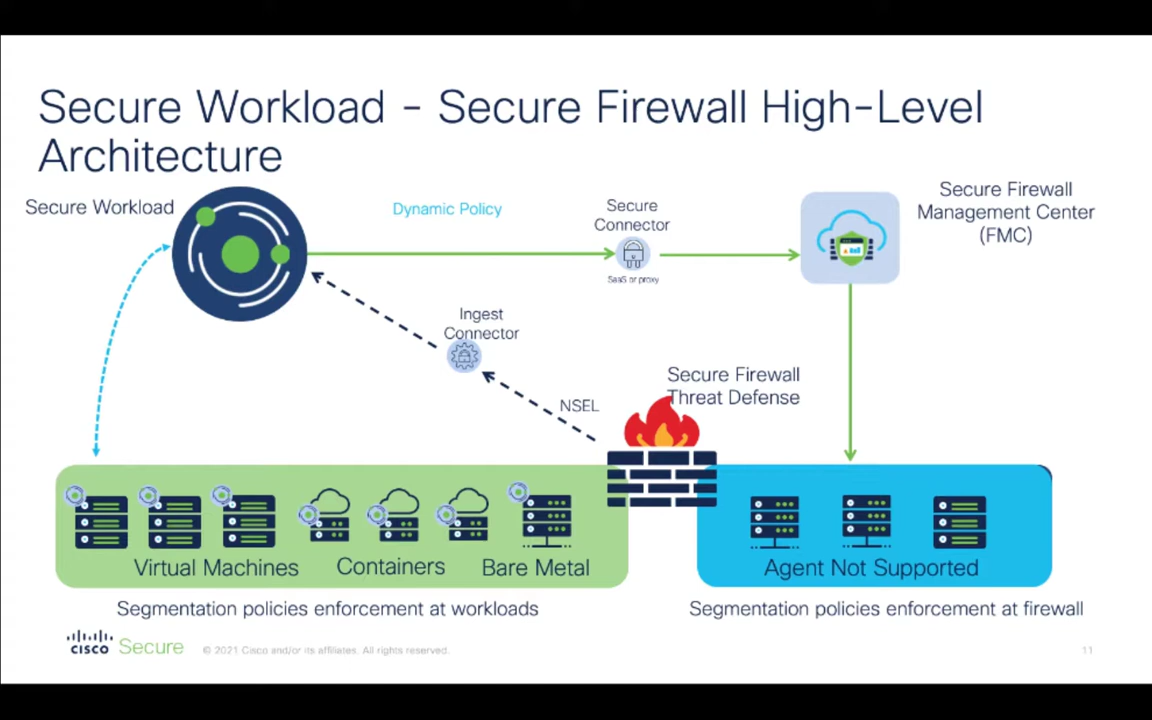 Secure Workload - Secure Firewall High-Level
Architecture
Secure Workload
Dynamic Policy
Secure
Connector
SaaS or proxy
Secure Firewall
Management Center
(FMC)
Ingest
Connector
NSEL
Secure Firewall
Threat Defense
Virtual Machines
Containers
Bare Metal
Agent Not Supported
Segmentation policies enforcement at workloads
Segmentation policies enforcement at firewall
cisco Secure
© 2021 Cisco and/or its affiliates. All rights reserved.
11